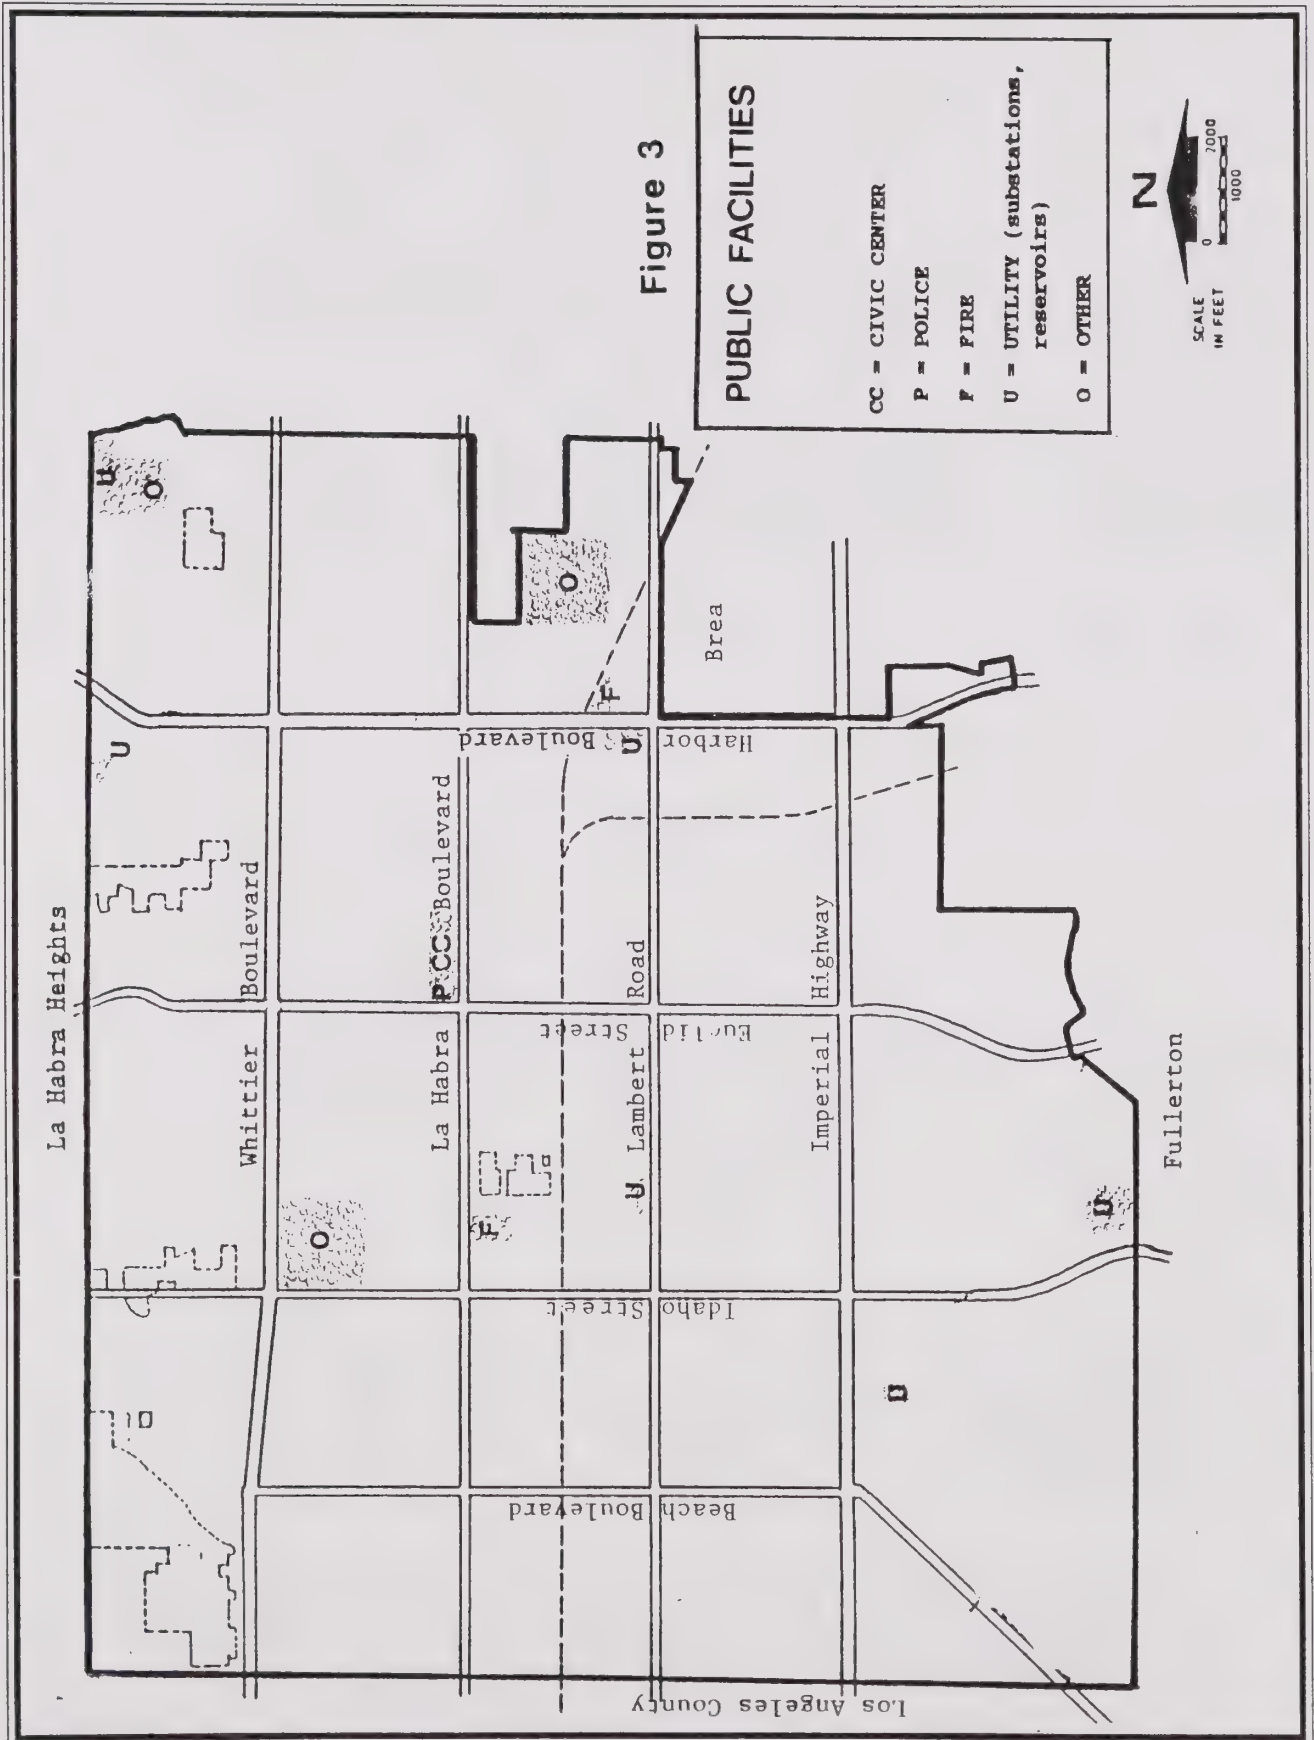 La Habra Heights
U
O
U
Whittier
Boulevard
O
La Habra
P CC Boulevard
F
O
Beach
Boulevard
Idaho
Street
Euclid
Street
Harbor
Boulevard
F
U
U
Lambert
Road
Brea
Imperial
Highway
U
U
Los Angeles County
Fullerton
Figure 3
PUBLIC FACILITIES
CC = CIVIC CENTER
P = POLICE
F = FIRE
U = UTILITY (substations,
reservoirs)
O = OTHER
N
SCALE
IN FEET
0
1000
2000